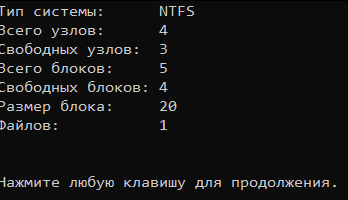 Тип системы: NTFS
Всего узлов: 4
Свободных узлов: 3
Всего блоков: 5
Свободных блоков: 4
Размер блока: 20
Файлов: 1
Нажмите любую клавишу для продолжения.